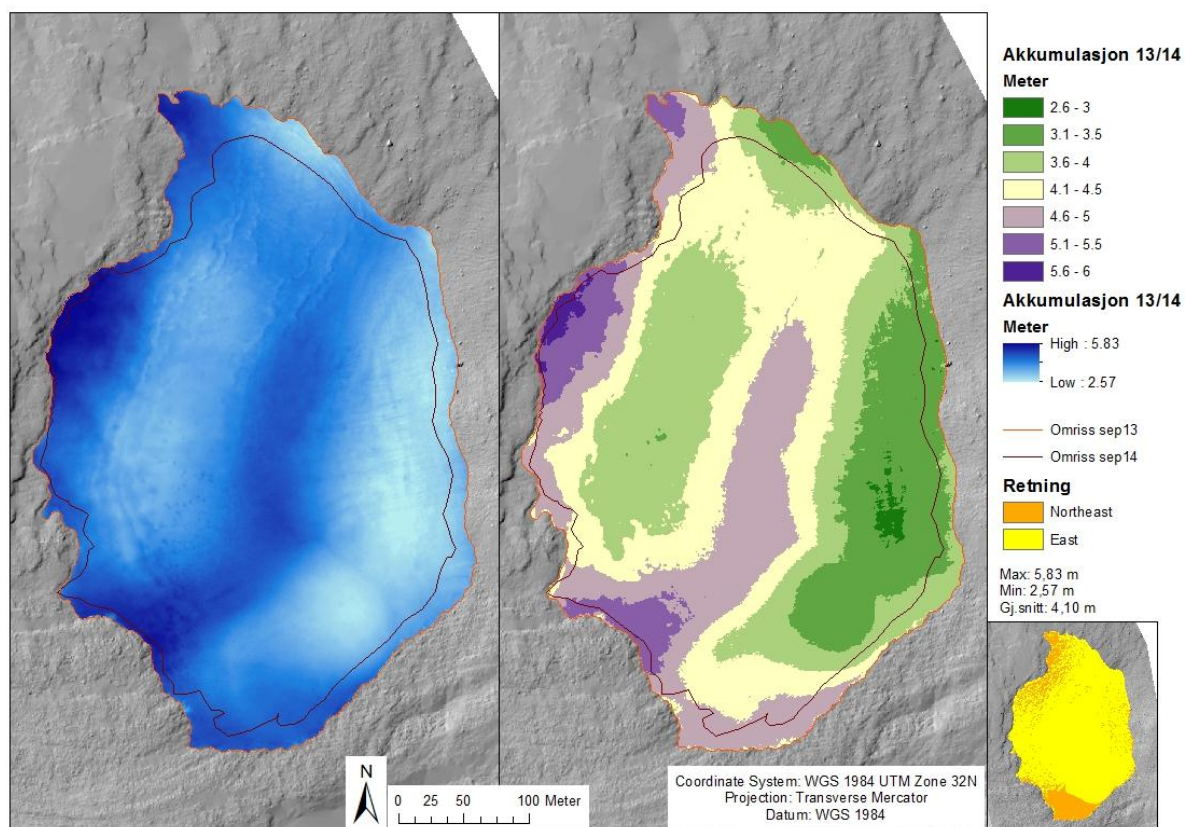 Akkumulasjon 13/14
Meter
2.6 - 3
3.1 - 3.5
3.6 - 4
4.1 - 4.5
4.6 - 5
5.1 - 5.5
5.6 - 6
Akkumulasjon 13/14
Meter
High : 5.83
Low : 2.57
Omriss sep13
Omriss sep14
Retning
Northeast
East
Max: 5,83 m
Min: 2,57 m
Gj.snitt: 4,10 m
N
0 25 50 100 Meter
Coordinate System: WGS 1984 UTM Zone 32N
Projection: Transverse Mercator
Datum: WGS 1984